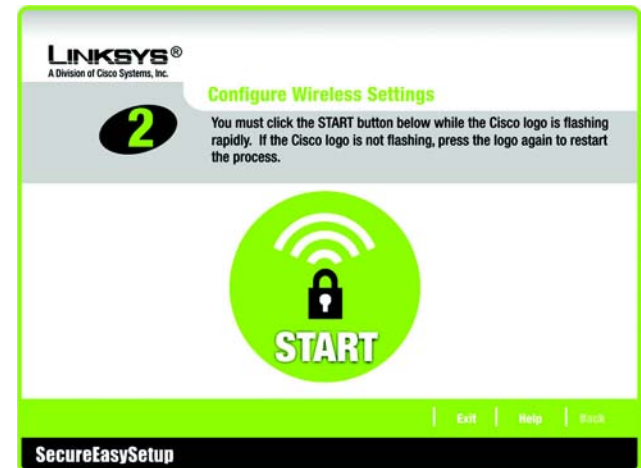 LINKSYS®
A Division of Cisco Systems, Inc.
Configure Wireless Settings
2
You must click the START button below while the Cisco logo is flashing
rapidly. If the Cisco logo is not flashing, press the logo again to restart
the process.
START
Exit Help Back
SecureEasySetup